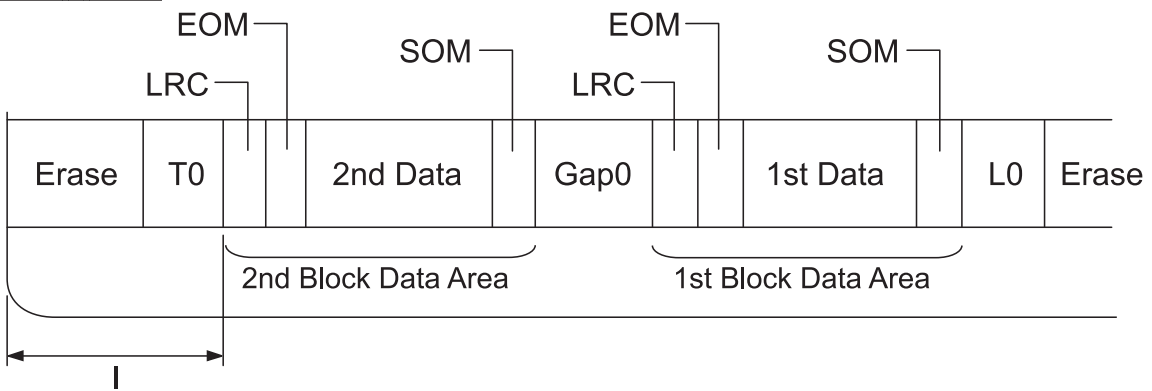 EOM
EOM
SOM
SOM
LRC
LRC
Erase
T0
2nd Data
Gap0
1st Data
L0
Erase
2nd Block Data Area
1st Block Data Area